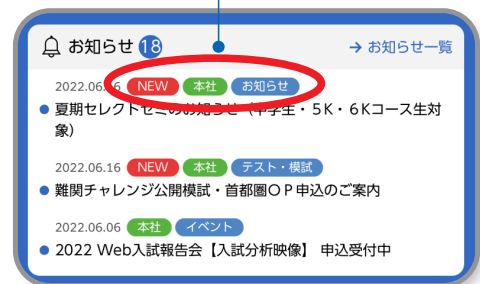 お知らせ 18 → お知らせ一覧
2022.06.16 NEW 本社 お知らせ
夏期セレクトゼミのお知らせ（中学生・５K・６Kコース生対
象）
2022.06.16 NEW 本社 テスト・模試
難関チャレンジ公開模試・首都圏ＯＰ申込のご案内
2022.06.06 本社 イベント
2022 Web入試報告会【入試分析映像】 申込受付中